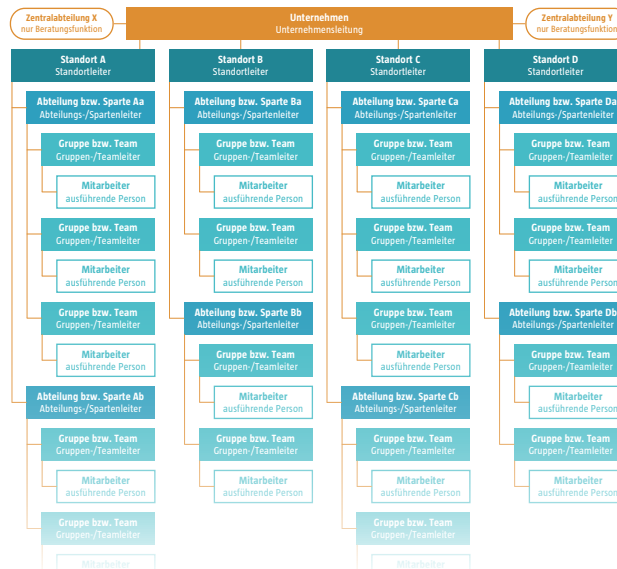 Zentralabteilung X
nur Beratungsfunktion
Unternehmen
Unternehmensleitung
Zentralabteilung Y
nur Beratungsfunktion
Standort A
Standortleiter
Abteilung bzw. Sparte Aa
Abteilungs-/Spartenleiter
Gruppe bzw. Team
Gruppen-/Teamleiter
Mitarbeiter
ausführende Person
Gruppe bzw. Team
Gruppen-/Teamleiter
Mitarbeiter
ausführende Person
Gruppe bzw. Team
Gruppen-/Teamleiter
Mitarbeiter
ausführende Person
Abteilung bzw. Sparte Ab
Abteilungs-/Spartenleiter
Gruppe bzw. Team
Gruppen-/Teamleiter
Mitarbeiter
ausführende Person
Gruppe bzw. Team
Gruppen-/Teamleiter
Mitarbeiter
Standort B
Standortleiter
Abteilung bzw. Sparte Ba
Abteilungs-/Spartenleiter
Gruppe bzw. Team
Gruppen-/Teamleiter
Mitarbeiter
ausführende Person
Gruppe bzw. Team
Gruppen-/Teamleiter
Mitarbeiter
ausführende Person
Abteilung bzw. Sparte Bb
Abteilungs-/Spartenleiter
Gruppe bzw. Team
Gruppen-/Teamleiter
Mitarbeiter
ausführende Person
Gruppe bzw. Team
Gruppen-/Teamleiter
Mitarbeiter
ausführende Person
Standort C
Standortleiter
Abteilung bzw. Sparte Ca
Abteilungs-/Spartenleiter
Gruppe bzw. Team
Gruppen-/Teamleiter
Mitarbeiter
ausführende Person
Gruppe bzw. Team
Gruppen-/Teamleiter
Mitarbeiter
ausführende Person
Gruppe bzw. Team
Gruppen-/Teamleiter
Mitarbeiter
ausführende Person
Abteilung bzw. Sparte Cb
Abteilungs-/Spartenleiter
Gruppe bzw. Team
Gruppen-/Teamleiter
Mitarbeiter
ausführende Person
Gruppe bzw. Team
Gruppen-/Teamleiter
Mitarbeiter
Standort D
Standortleiter
Abteilung bzw. Sparte Da
Abteilungs-/Spartenleiter
Gruppe bzw. Team
Gruppen-/Teamleiter
Mitarbeiter
ausführende Person
Gruppe bzw. Team
Gruppen-/Teamleiter
Mitarbeiter
ausführende Person
Abteilung bzw. Sparte Db
Abteilungs-/Spartenleiter
Gruppe bzw. Team
Gruppen-/Teamleiter
Mitarbeiter
ausführende Person
Gruppe bzw. Team
Gruppen-/Teamleiter
Mitarbeiter
ausführende Person